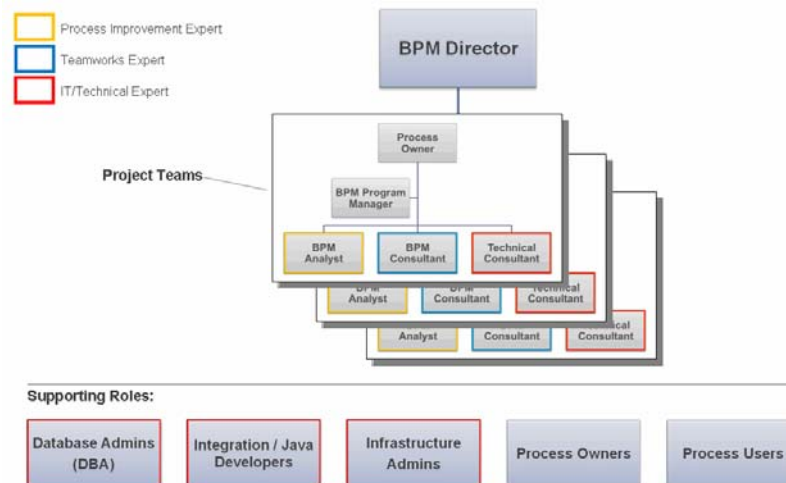 Process Improvement Expert
Teamworks Expert
IT/Technical Expert
BPM Director
Project Teams
Process
Owner
BPM Program
Manager
BPM
Analyst
BPM
Consultant
Technical
Consultant
BPM
Analyst
BPM
Consultant
Technical
Consultant
Analyst
Consultant
Consultant
Supporting Roles:
Database Admins
(DBA)
Integration / Java
Developers
Infrastructure
Admins
Process Owners
Process Users